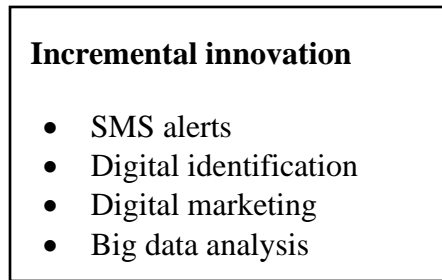 Incremental innovation
• SMS alerts
• Digital identification
• Digital marketing
• Big data analysis